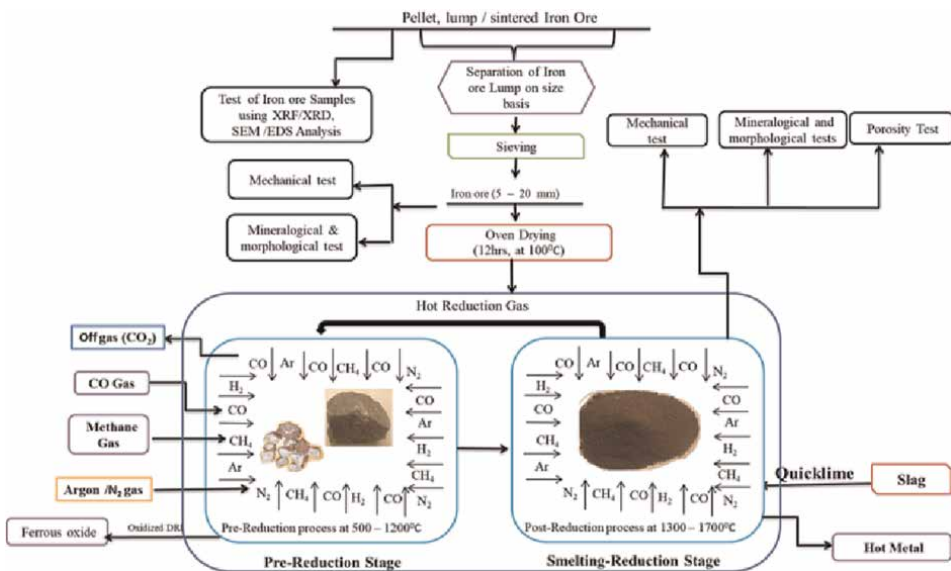 Pellet, lump / sintered Iron Ore
Separation of Iron
ore Lump on size
basis
Test of Iron ore Samples
using XRF/XRD,
SEM /EDS Analysis
Mechanical
test
Mineralogical and
morphological tests
Porosity Test
Sieving
Mechanical test
Iron ore (5 – 20 mm)
Mineralogical &
morphological test
Oven Drying
(12hrs, at 100⁰C)
Hot Reduction Gas
Off gas (CO₂)
CO Gas
Methane
Gas
Argon /N₂ gas
Ferrous oxide
Oxidized DRI
CO Ar CO CH₄ CO N₂
H₂
CO
CH₄
Ar
CO
Ar
H₂
CH₄
N₂ CH₄ CO H₂ CO N₂
Pre-Reduction process at 500 – 1200⁰C
Pre-Reduction Stage
CO Ar CO CH₄ CO N₂
H₂
CO
CH₄
Ar
CO
Ar
H₂
CH₄
N₂ CH₄ CO H₂ CO N₂
Post-Reduction process at 1300 – 1700⁰C
Smelting-Reduction Stage
Quicklime
Slag
Hot Metal